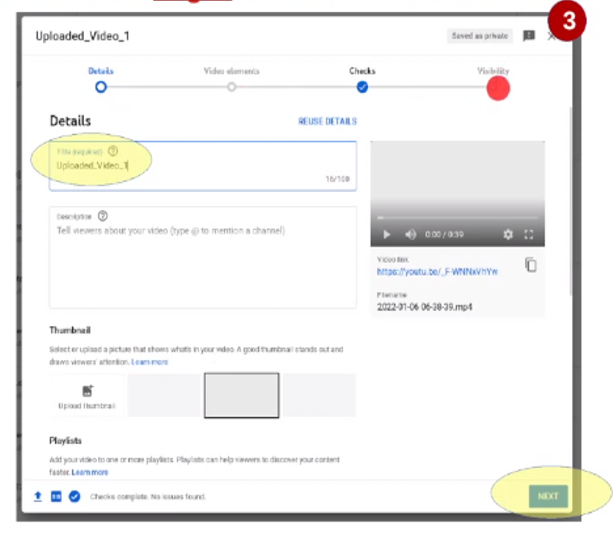 3
Uploaded_Video_1
Saved as private
Details
Video elements
Checks
Visibility
Details
REUSE DETAILS
Title (required)
Uploaded_Video_1
16/100
Description
Tell viewers about your video (type @ to mention a channel)
0:00 / 0:39
Video link
https://youtu.be/_F-WNNxVhYw
Filename
2022-01-06 06-38-39.mp4
Thumbnail
Select or upload a picture that shows what's in your video. A good thumbnail stands out and
draws viewers' attention. Learn more
Upload thumbnail
Playlists
Add your video to one or more playlists. Playlists can help viewers to discover your content
faster. Learn more
Checks complete. No issues found.
NEXT